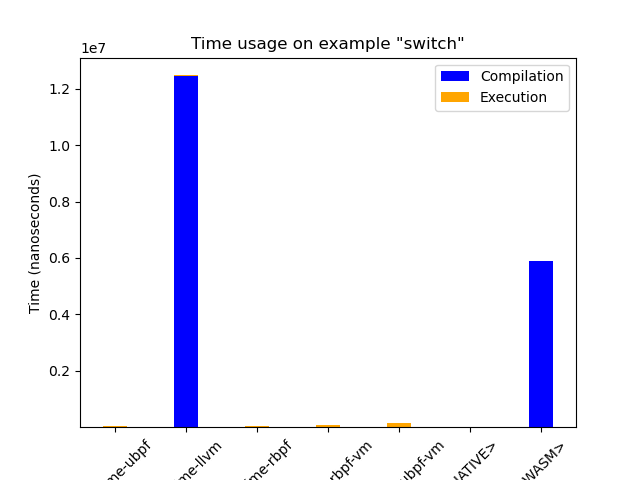 Time usage on example "switch"
1e7
Compilation
Execution
1.2
1.0
0.8
0.6
0.4
0.2
Time (nanoseconds)
me-ubpf
me-llvm
me-rbpf
rbpf-vm
ubpf-vm
NATIVE>
WASM>